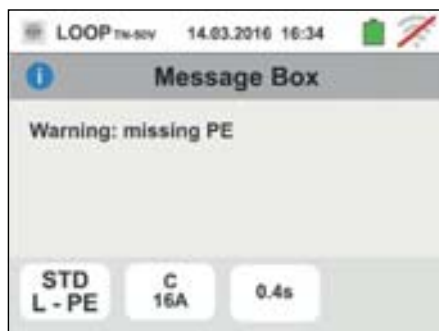 LOOP TN-50V 14.03.2016 16:34
Message Box
Warning: missing PE
STD C 0.4s
L - PE 16A